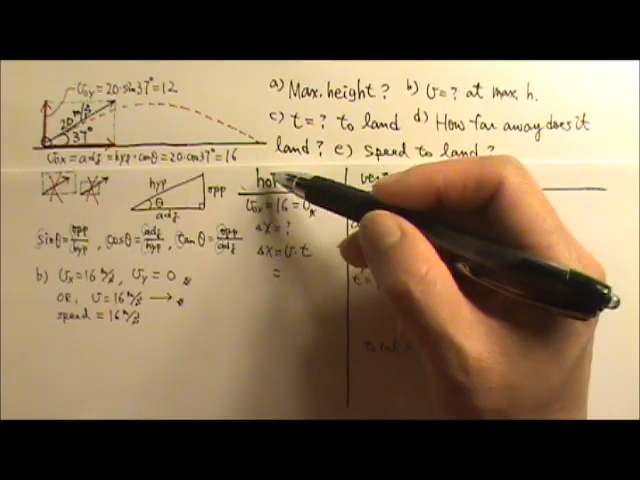 v₀y = 20·sin37° = 12
20 m/s
37°
v₀x = adj = hyp·cosθ = 20·cos37° = 16
a) Max. height? b) v = ? at max. h.
c) t = ? to land d) How far away does it
land? e) speed to land?
hyp
opp
θ
adj
sinθ = opp/hyp, cosθ = adj/hyp, tanθ = opp/adj
b) vx = 16 m/s, vy = 0
OR, v = 16 m/s →
speed = 16 m/s
v₀x = 16 = vx
Δx = ?
Δx = v·t
=